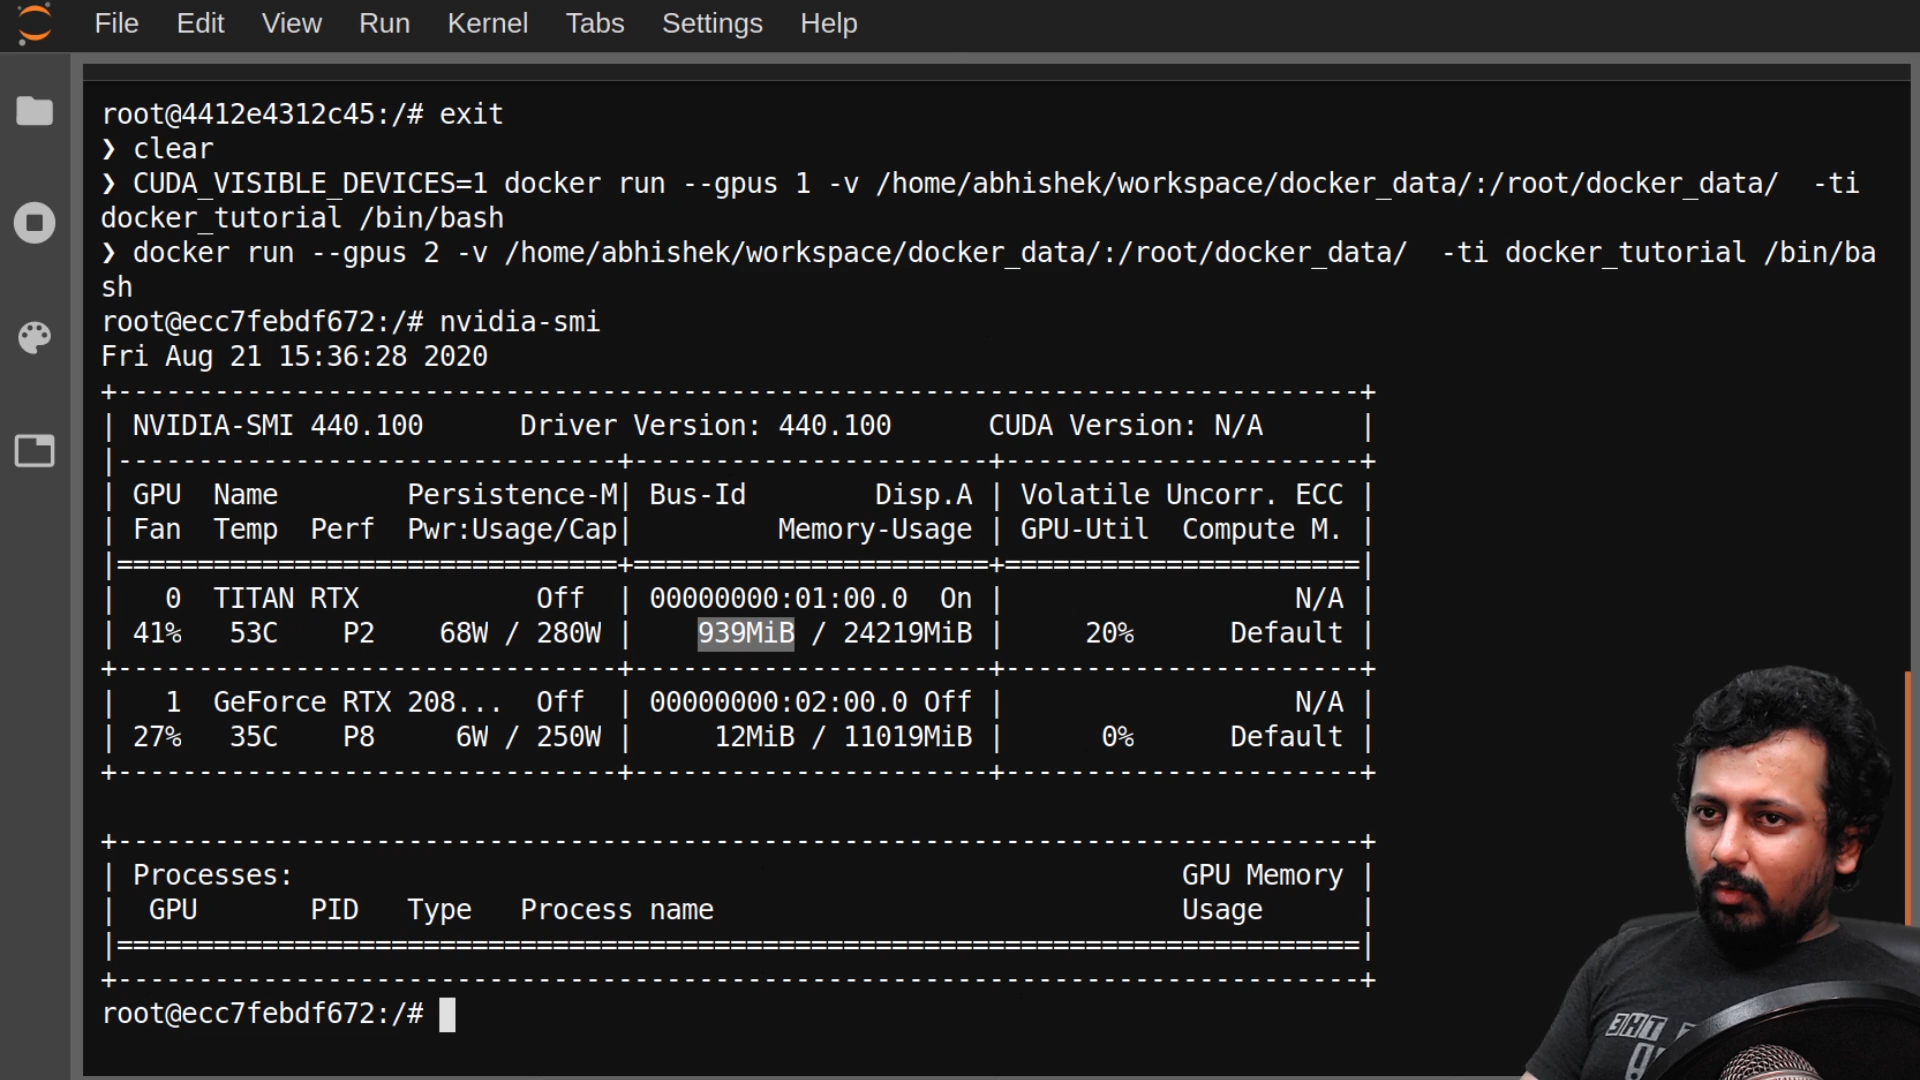 File Edit View Run Kernel Tabs Settings Help
root@4412e4312c45:/# exit
❯ clear
❯ CUDA_VISIBLE_DEVICES=1 docker run --gpus 1 -v /home/abhishek/workspace/docker_data/:/root/docker_data/  -ti
docker_tutorial /bin/bash
❯ docker run --gpus 2 -v /home/abhishek/workspace/docker_data/:/root/docker_data/  -ti docker_tutorial /bin/ba
sh
root@ecc7febdf672:/# nvidia-smi
Fri Aug 21 15:36:28 2020
+-----------------------------------------------------------------------------+
| NVIDIA-SMI 440.100      Driver Version: 440.100      CUDA Version: N/A      |
|-------------------------------+----------------------+----------------------+
| GPU  Name        Persistence-M| Bus-Id        Disp.A | Volatile Uncorr. ECC |
| Fan  Temp  Perf  Pwr:Usage/Cap|         Memory-Usage | GPU-Util  Compute M. |
|===============================+======================+======================|
|   0  TITAN RTX           Off  | 00000000:01:00.0  On |                  N/A |
| 41%   53C    P2    68W / 280W |    939MiB / 24219MiB |     20%      Default |
+-------------------------------+----------------------+----------------------+
|   1  GeForce RTX 208...  Off  | 00000000:02:00.0 Off |                  N/A |
| 27%   35C    P8     6W / 250W |     12MiB / 11019MiB |      0%      Default |
+-------------------------------+----------------------+----------------------+
+-----------------------------------------------------------------------------+
| Processes:                                                       GPU Memory |
|  GPU       PID   Type   Process name                             Usage      |
|=============================================================================|
+-----------------------------------------------------------------------------+
root@ecc7febdf672:/#